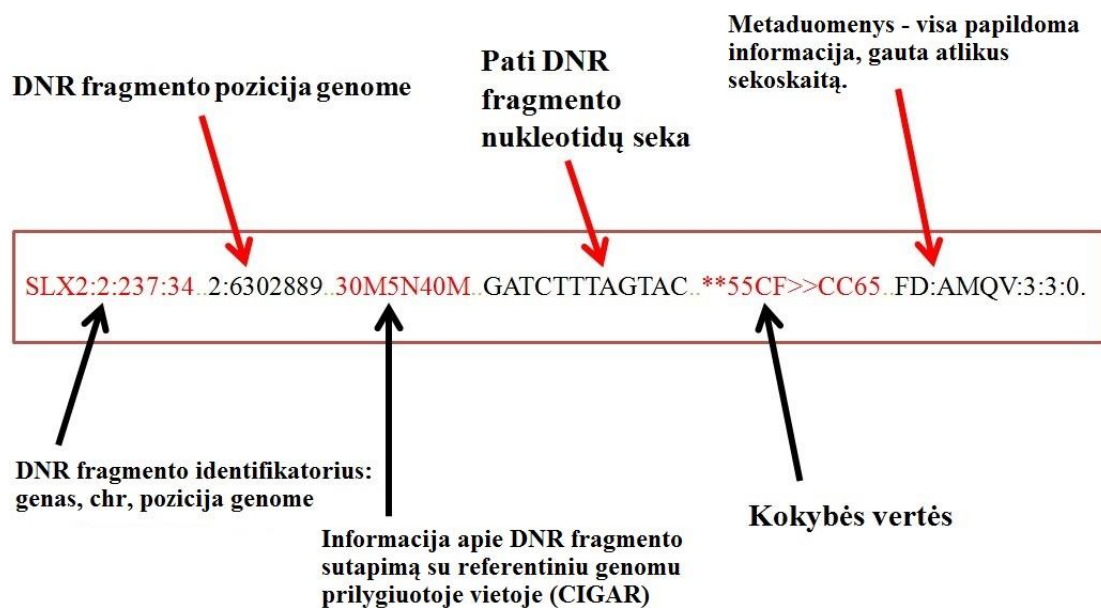 Metaduomenys - visa papildoma
informacija, gauta atlikus
sekoskaitą.
DNR fragmento pozicija genome
Pati DNR
fragmento
nukleotidų seka
SLX2:2:237:34..2:6302889..30M5N40M..GATCTTTAGTAC..**55CF>>CC65..FD:AMQV:3:3:0.
DNR fragmento identifikatorius:
genas, chr, pozicija genome
Informacija apie DNR fragmento
sutapimą su referentiniu genomu
prilygiuotoje vietoje (CIGAR)
Kokybės vertės